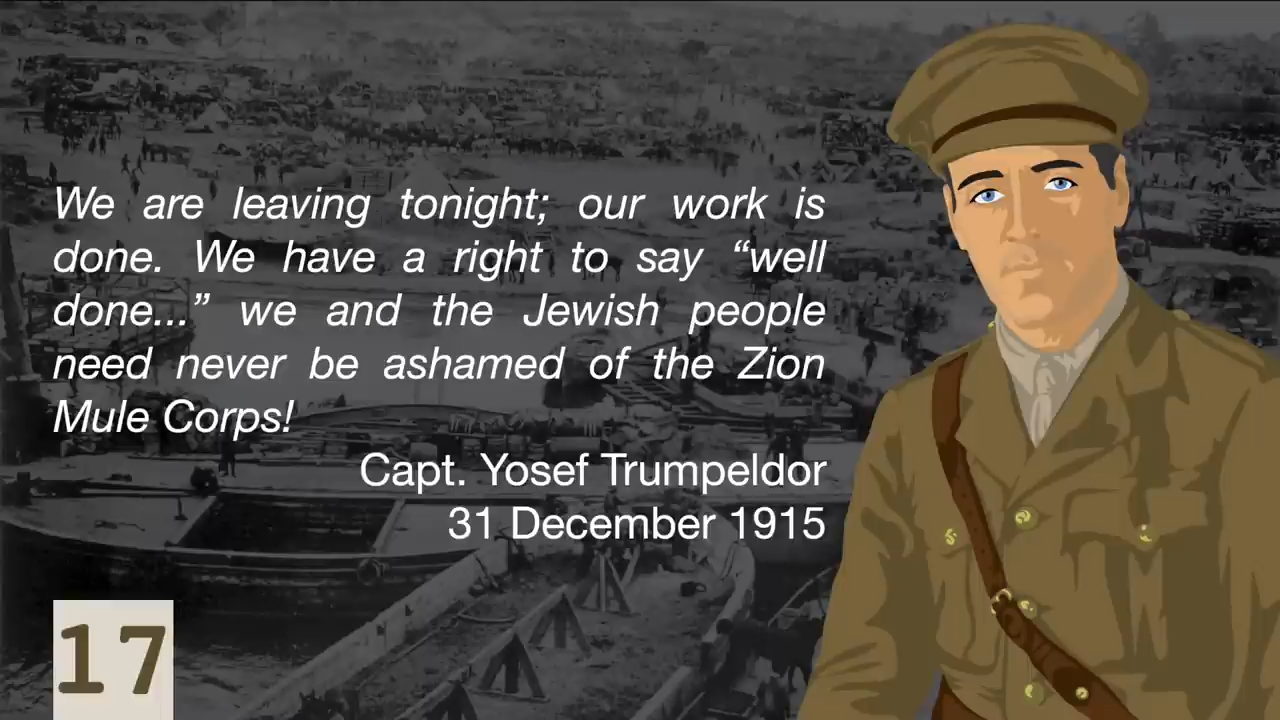 We are leaving tonight; our work is
done. We have a right to say “well
done...” we and the Jewish people
need never be ashamed of the Zion
Mule Corps!
Capt. Yosef Trumpeldor
31 December 1915
17